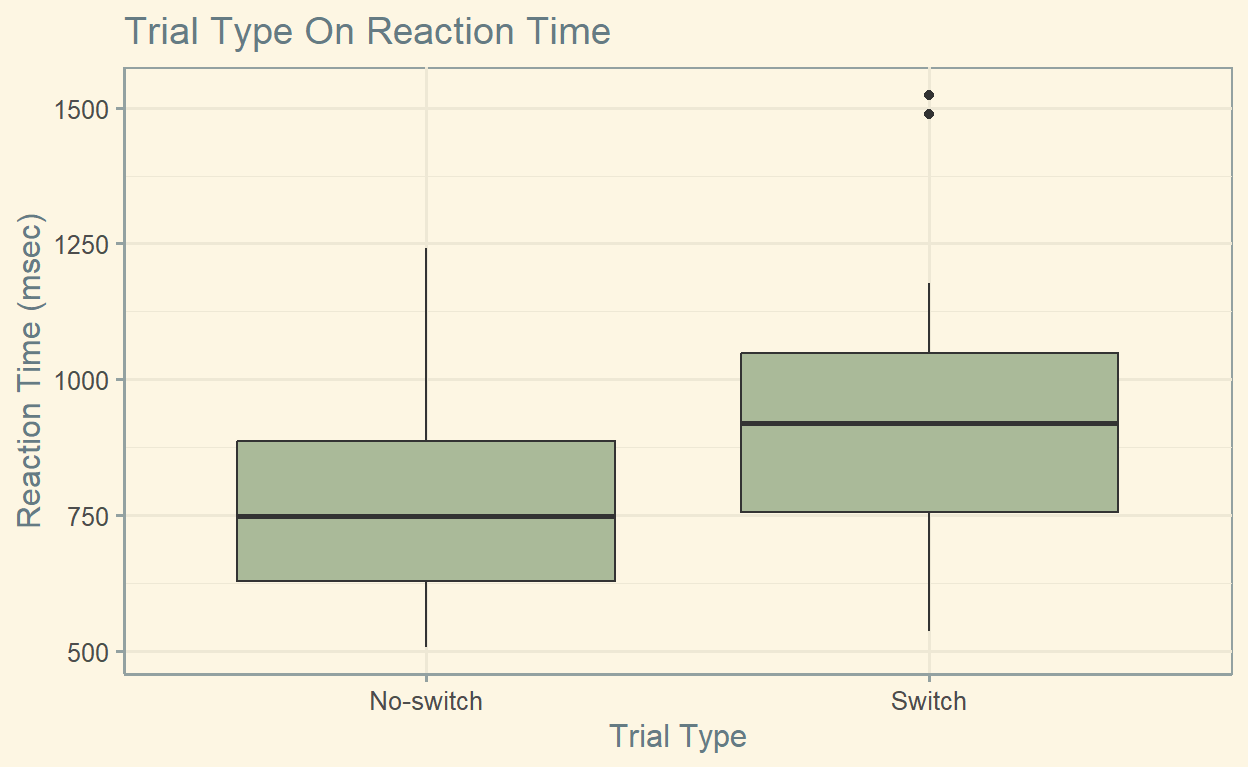 Trial Type On Reaction Time
1500
1250
1000
750
500
Reaction Time (msec)
No-switch
Switch
Trial Type